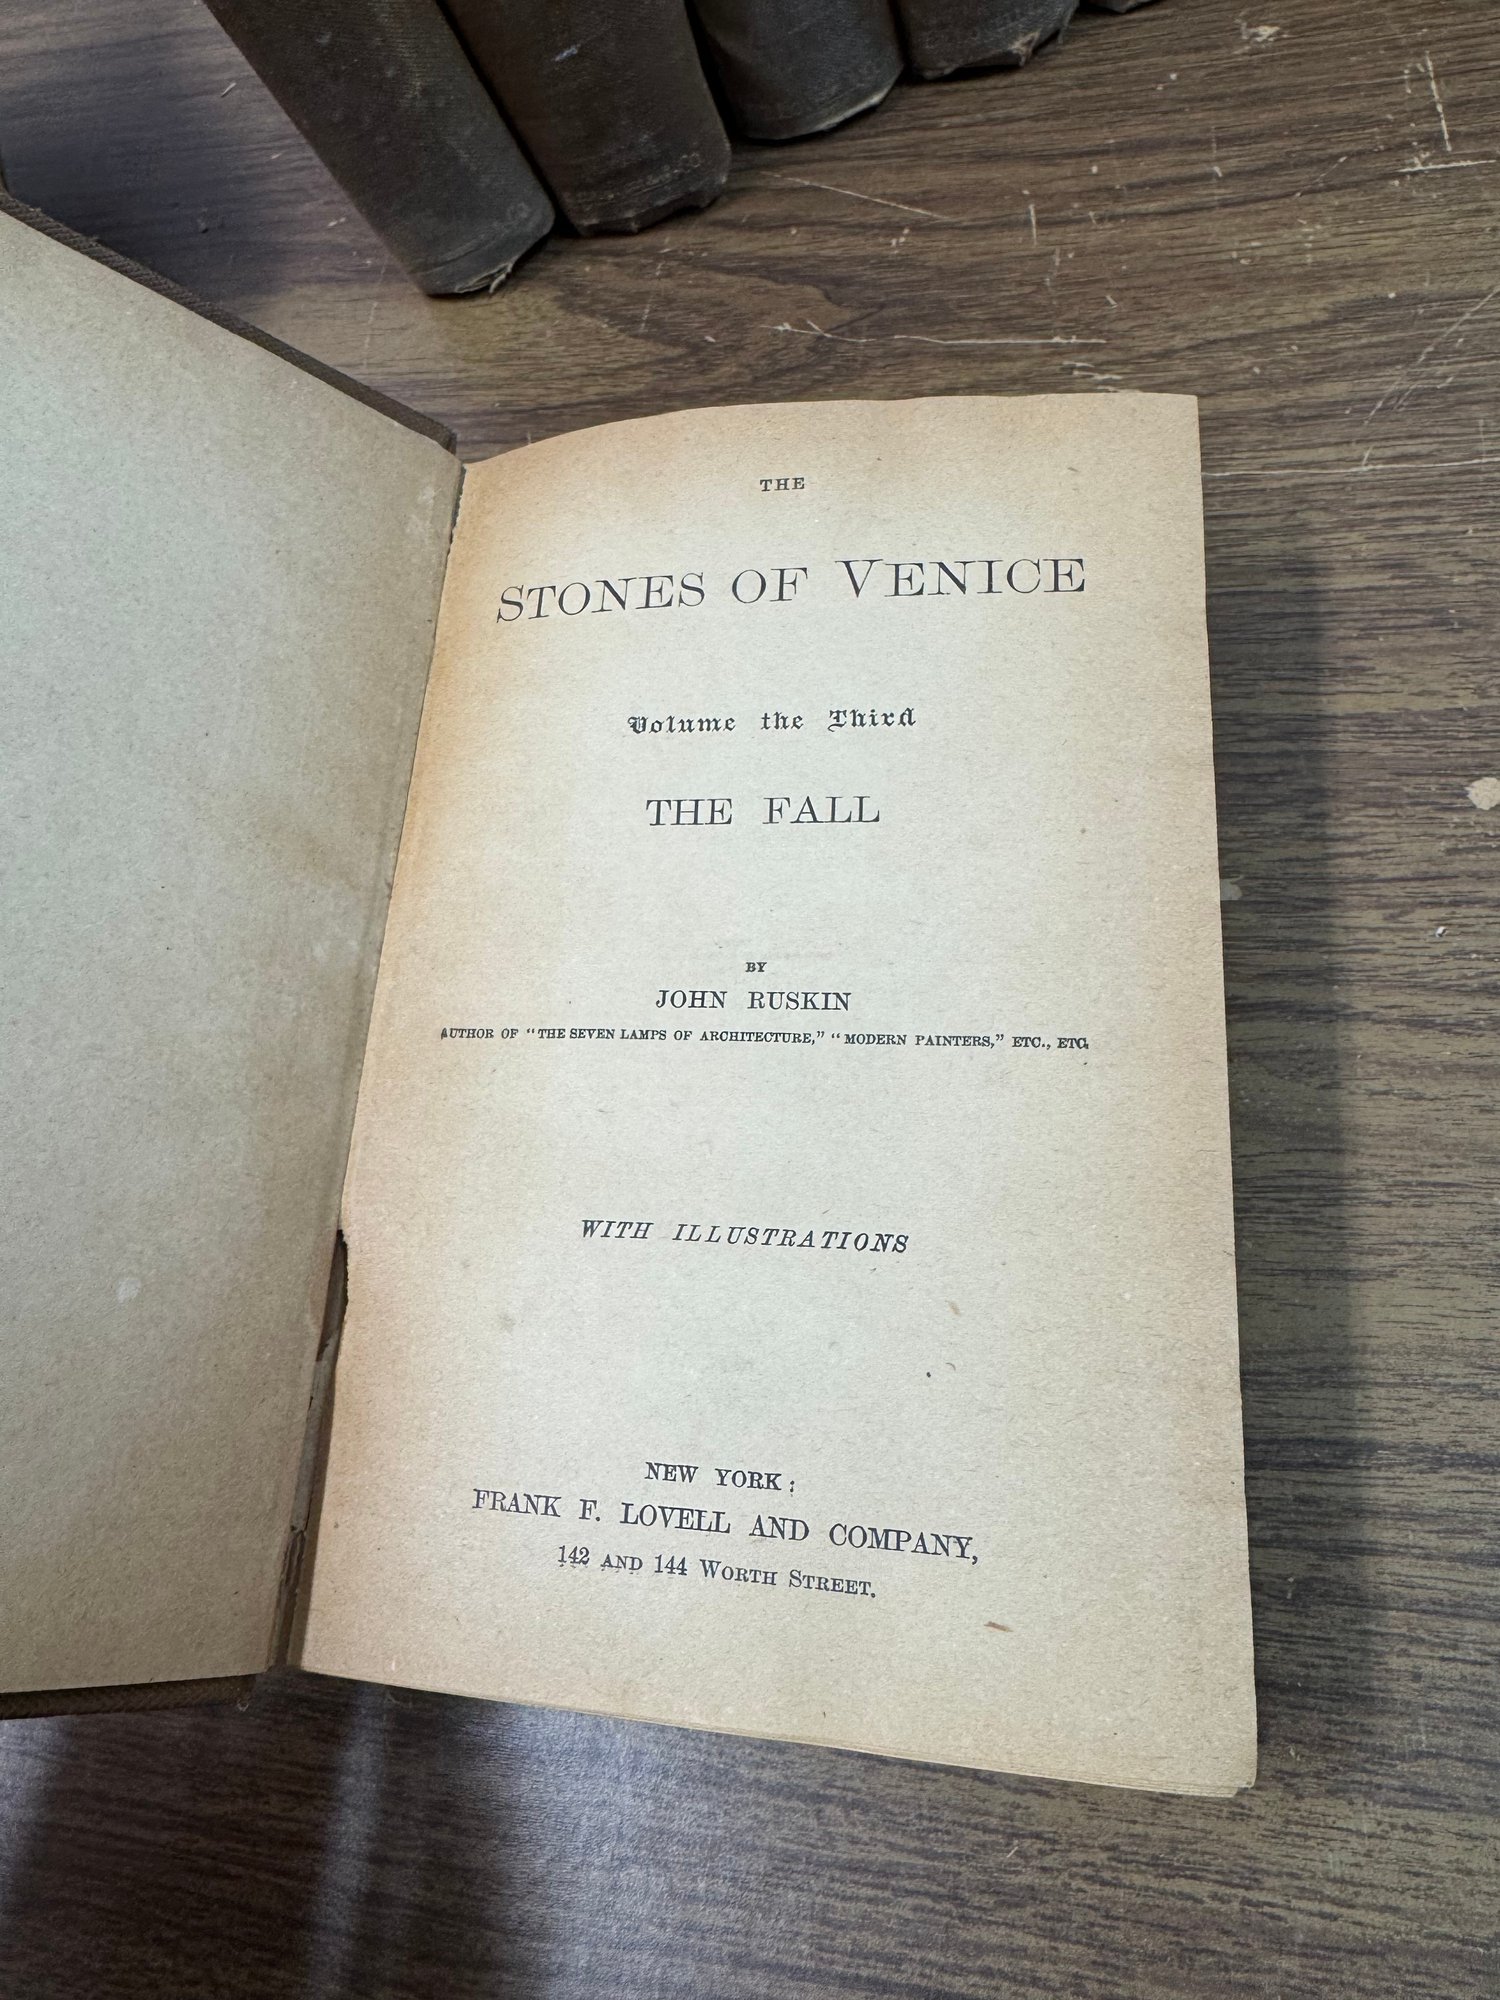 THE
STONES OF VENICE
Volume the Third
THE FALL
BY
JOHN RUSKIN
AUTHOR OF "THE SEVEN LAMPS OF ARCHITECTURE," "MODERN PAINTERS," ETC., ETC.
WITH ILLUSTRATIONS
NEW YORK:
FRANK F. LOVELL AND COMPANY,
142 AND 144 WORTH STREET.